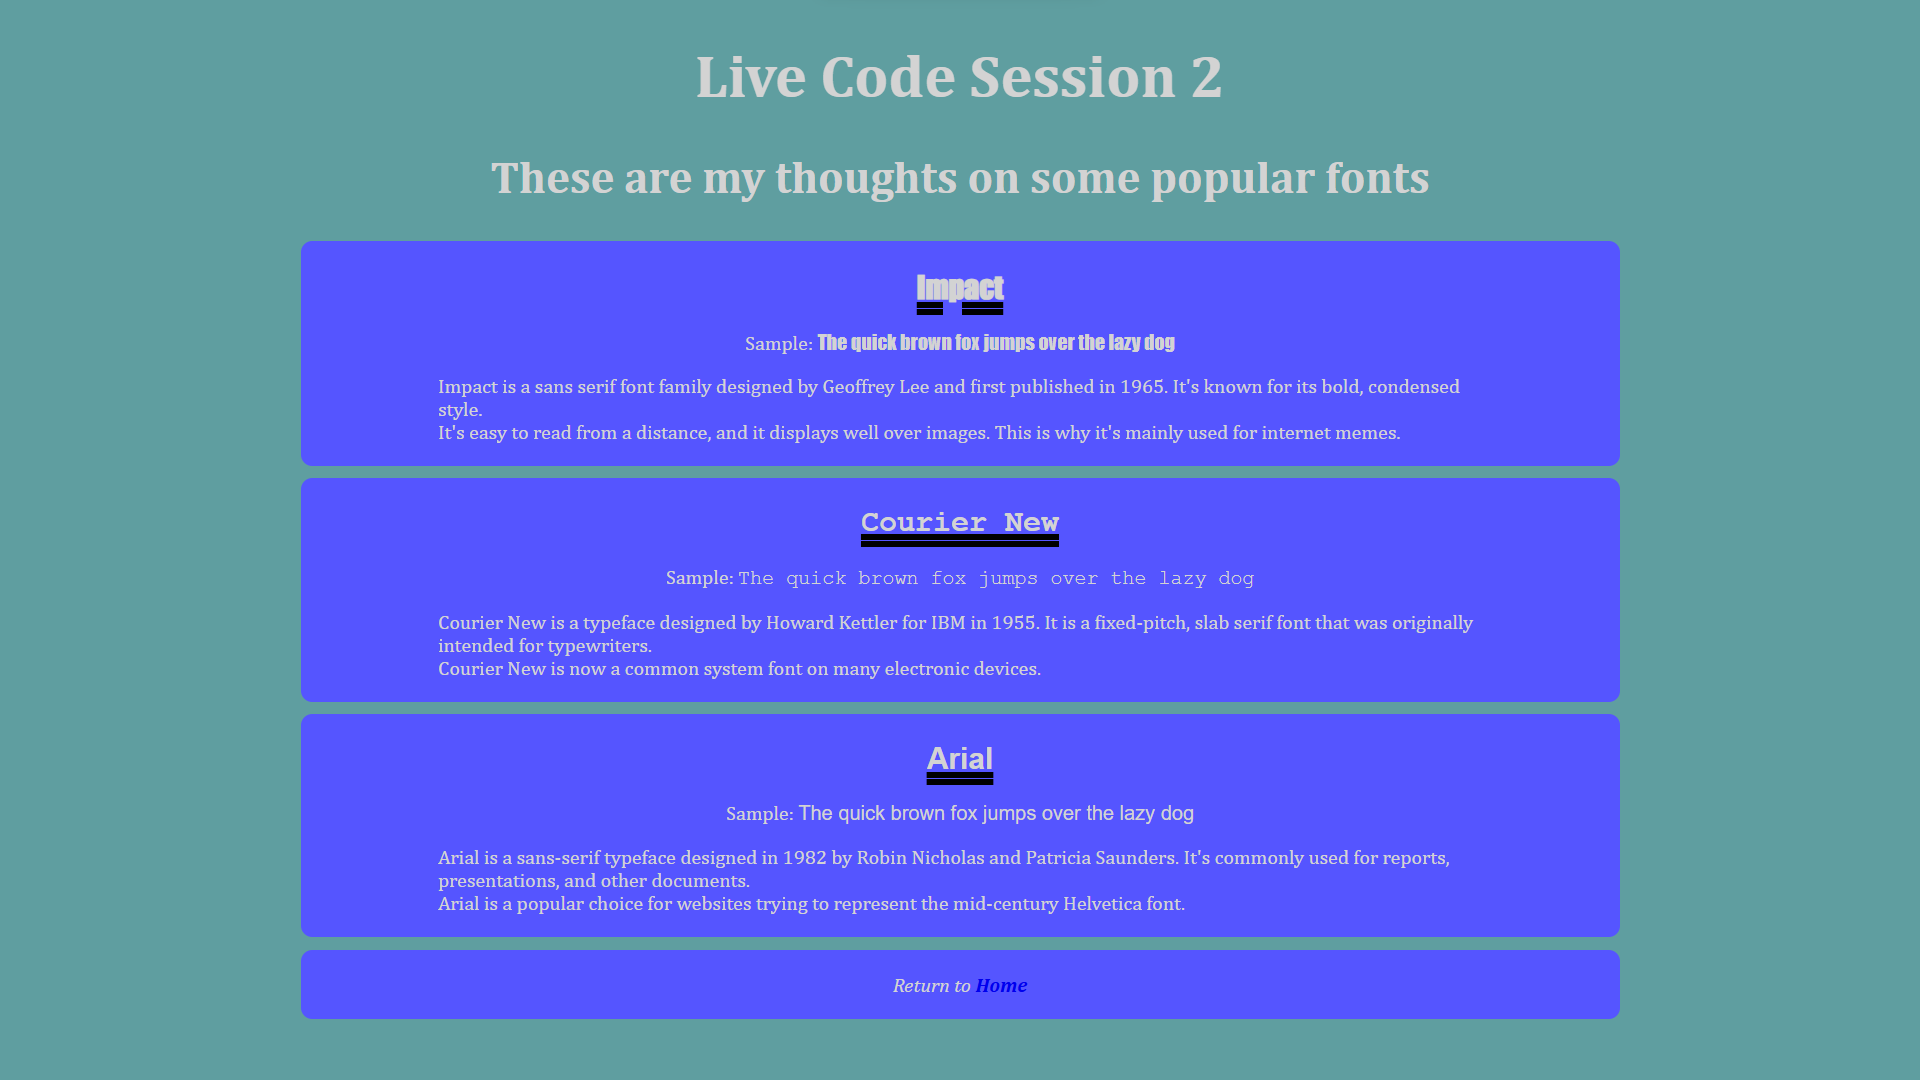 Live Code Session 2
These are my thoughts on some popular fonts
Impact
Sample: The quick brown fox jumps over the lazy dog
Impact is a sans serif font family designed by Geoffrey Lee and first published in 1965. It's known for its bold, condensed
style.
It's easy to read from a distance, and it displays well over images. This is why it's mainly used for internet memes.
Courier New
Sample: The quick brown fox jumps over the lazy dog
Courier New is a typeface designed by Howard Kettler for IBM in 1955. It is a fixed-pitch, slab serif font that was originally
intended for typewriters.
Courier New is now a common system font on many electronic devices.
Arial
Sample: The quick brown fox jumps over the lazy dog
Arial is a sans-serif typeface designed in 1982 by Robin Nicholas and Patricia Saunders. It's commonly used for reports,
presentations, and other documents.
Arial is a popular choice for websites trying to represent the mid-century Helvetica font.
Return to Home